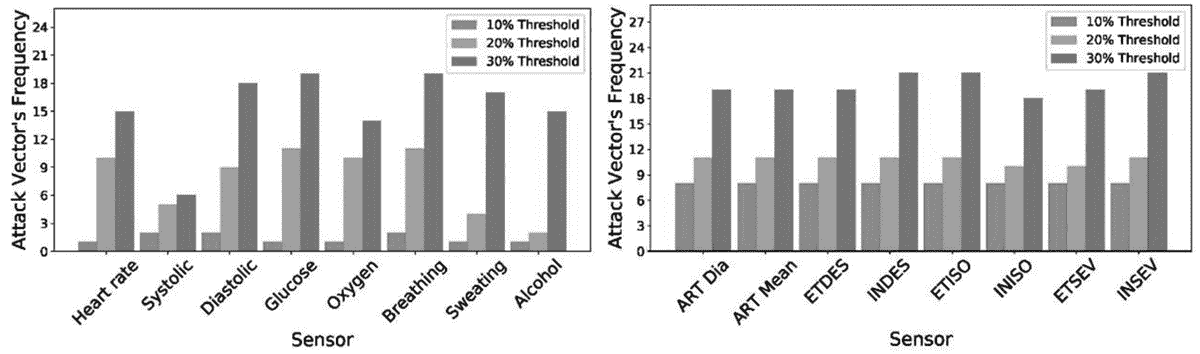 Attack Vector's Frequency
24
21
18
15
12
9
6
3
0
10% Threshold
20% Threshold
30% Threshold
Heart rate
Systolic
Diastolic
Glucose
Oxygen
Breathing
Sweating
Alcohol
Sensor
Attack Vector's Frequency
27
24
21
18
15
12
9
6
3
0
10% Threshold
20% Threshold
30% Threshold
ART Dia
ART Mean
ETDES
INDES
ETISO
INISO
ETSEV
INSEV
Sensor